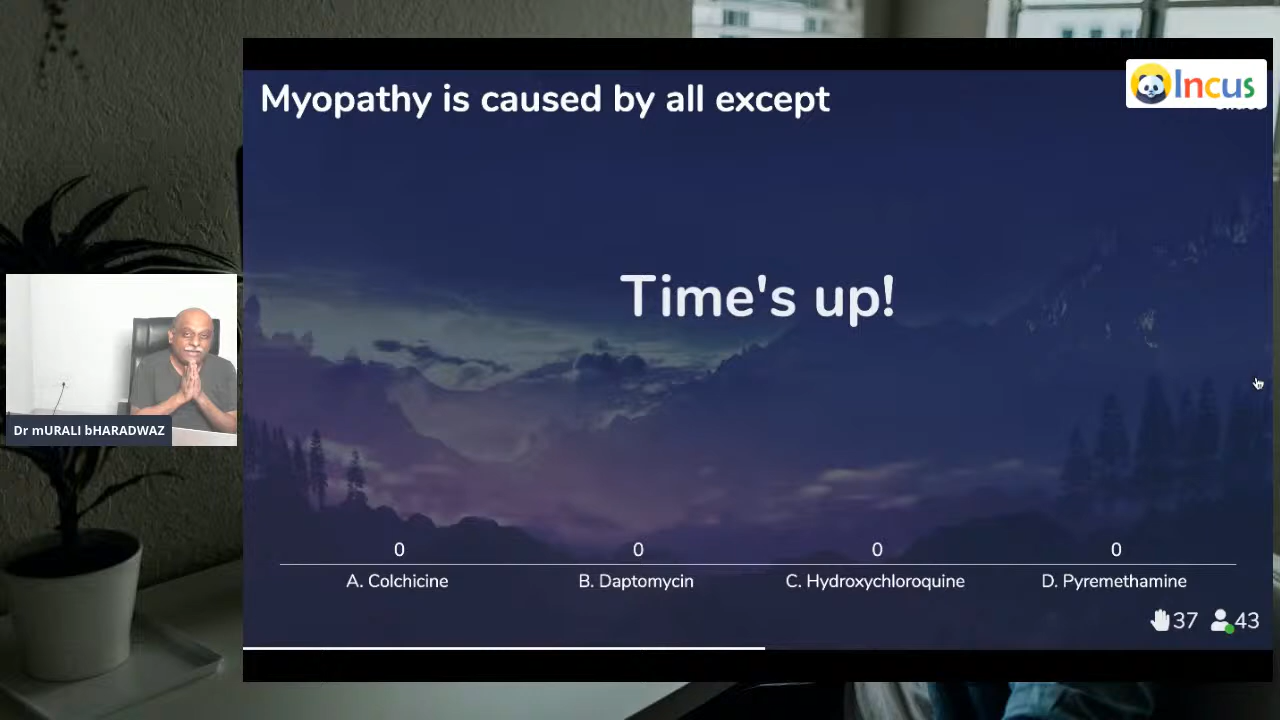 Myopathy is caused by all except
Incus
Time's up!
0 0 0 0
A. Colchicine B. Daptomycin C. Hydroxychloroquine D. Pyremethamine
37 43
Dr mURALI bHARADWAZ